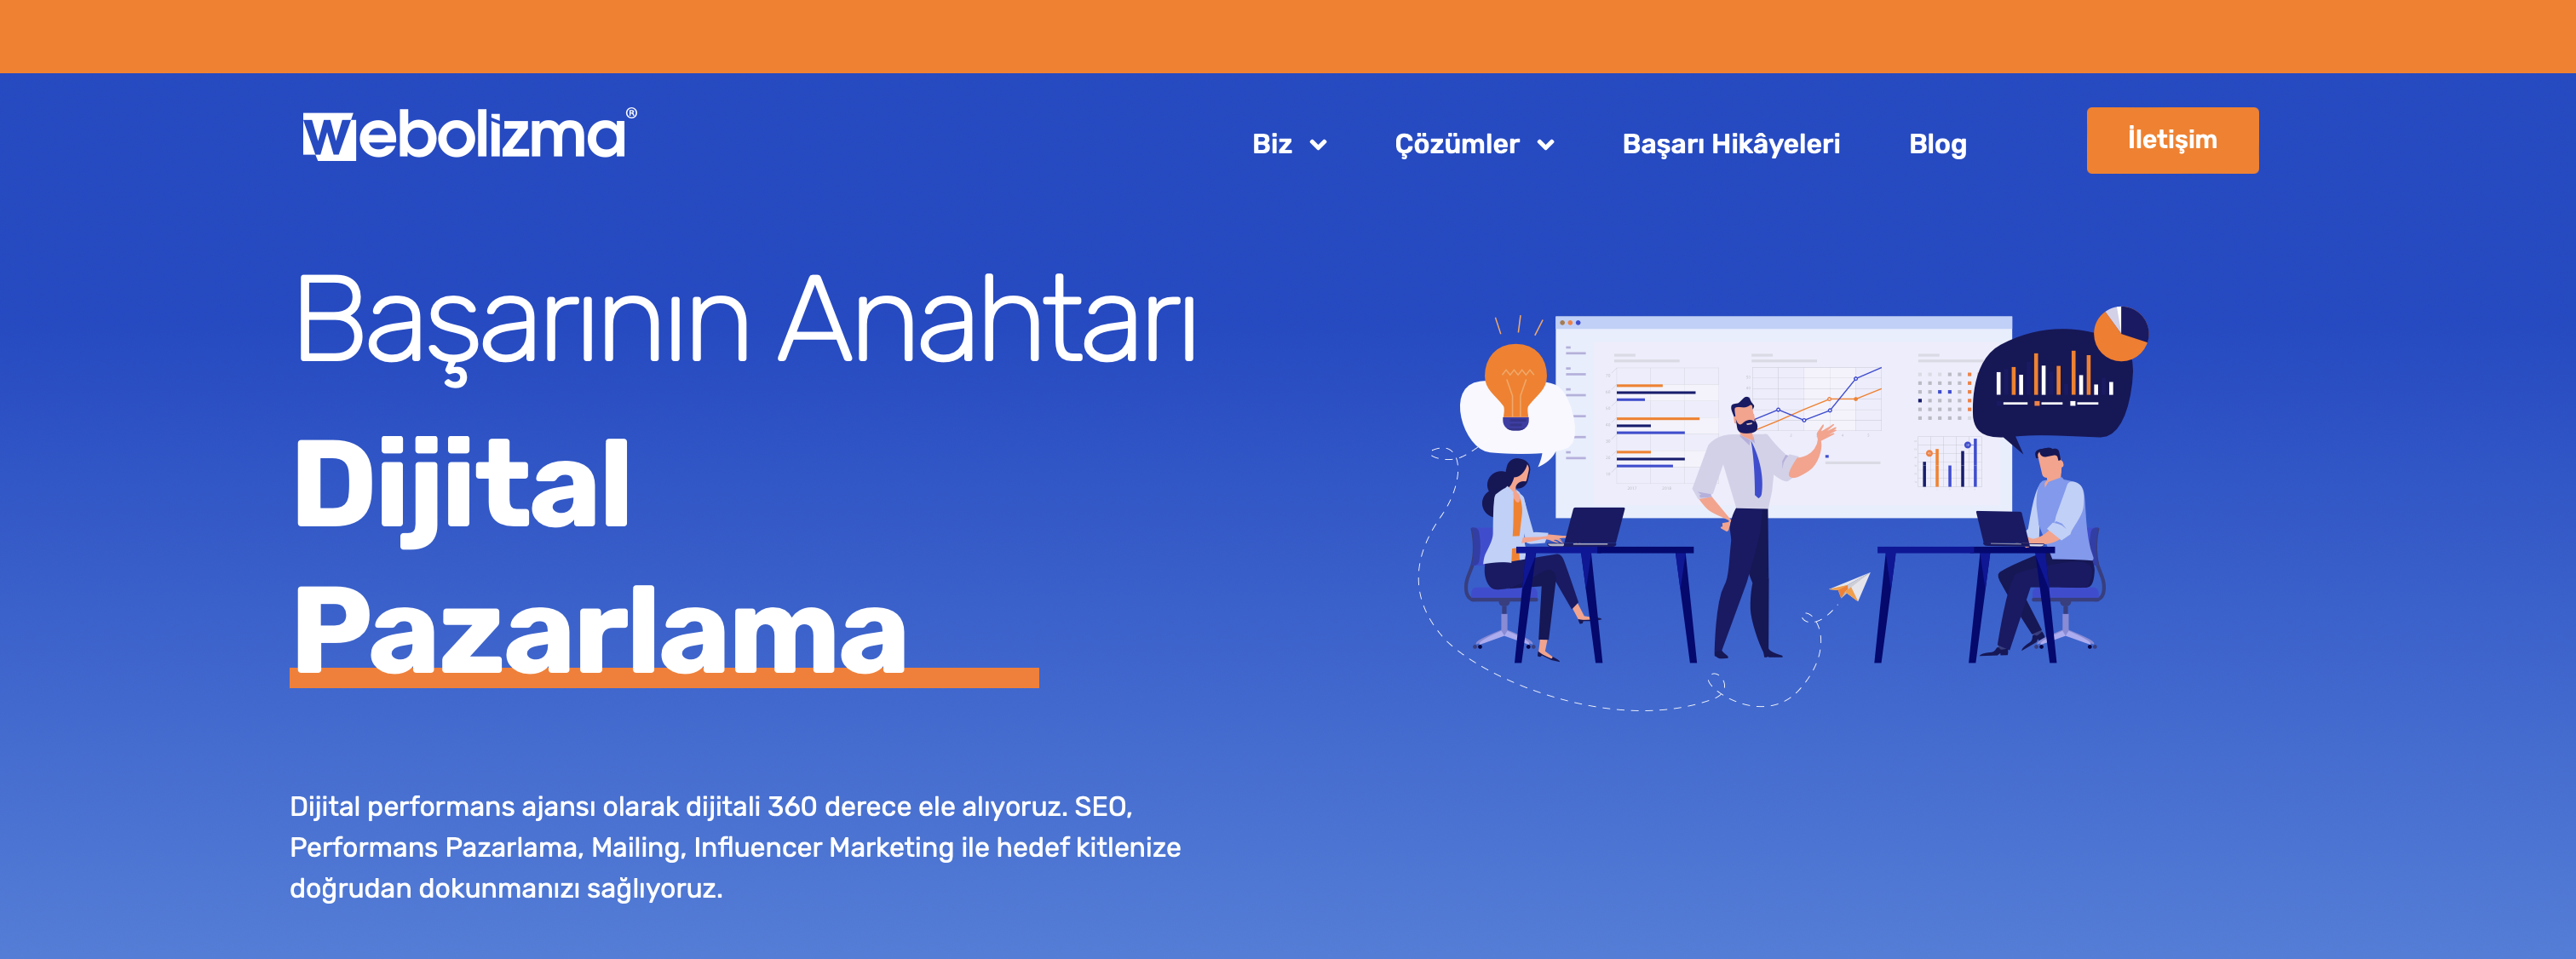 webolizma®
Biz
Çözümler
Başarı Hikâyeleri
Blog
İletişim
Başarının Anahtarı
Dijital
Pazarlama
Dijital performans ajansı olarak dijitali 360 derece ele alıyoruz. SEO,
Performans Pazarlama, Mailing, Influencer Marketing ile hedef kitlenize
doğrudan dokunmanızı sağlıyoruz.